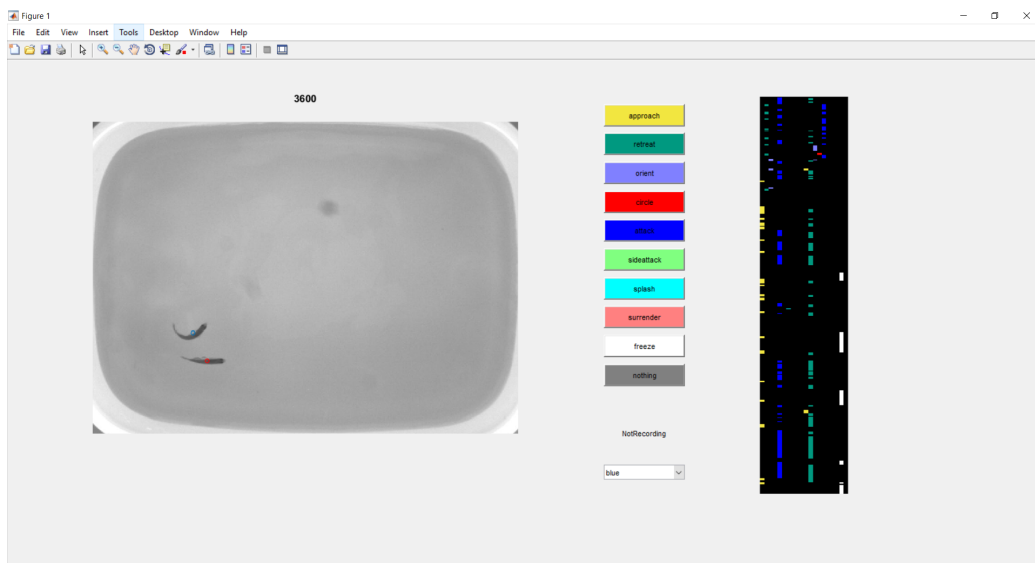 Figure 1
File Edit View Insert Tools Desktop Window Help
3600
approach
retreat
orient
circle
attack
sideattack
splash
surrender
freeze
nothing
NotRecording
blue